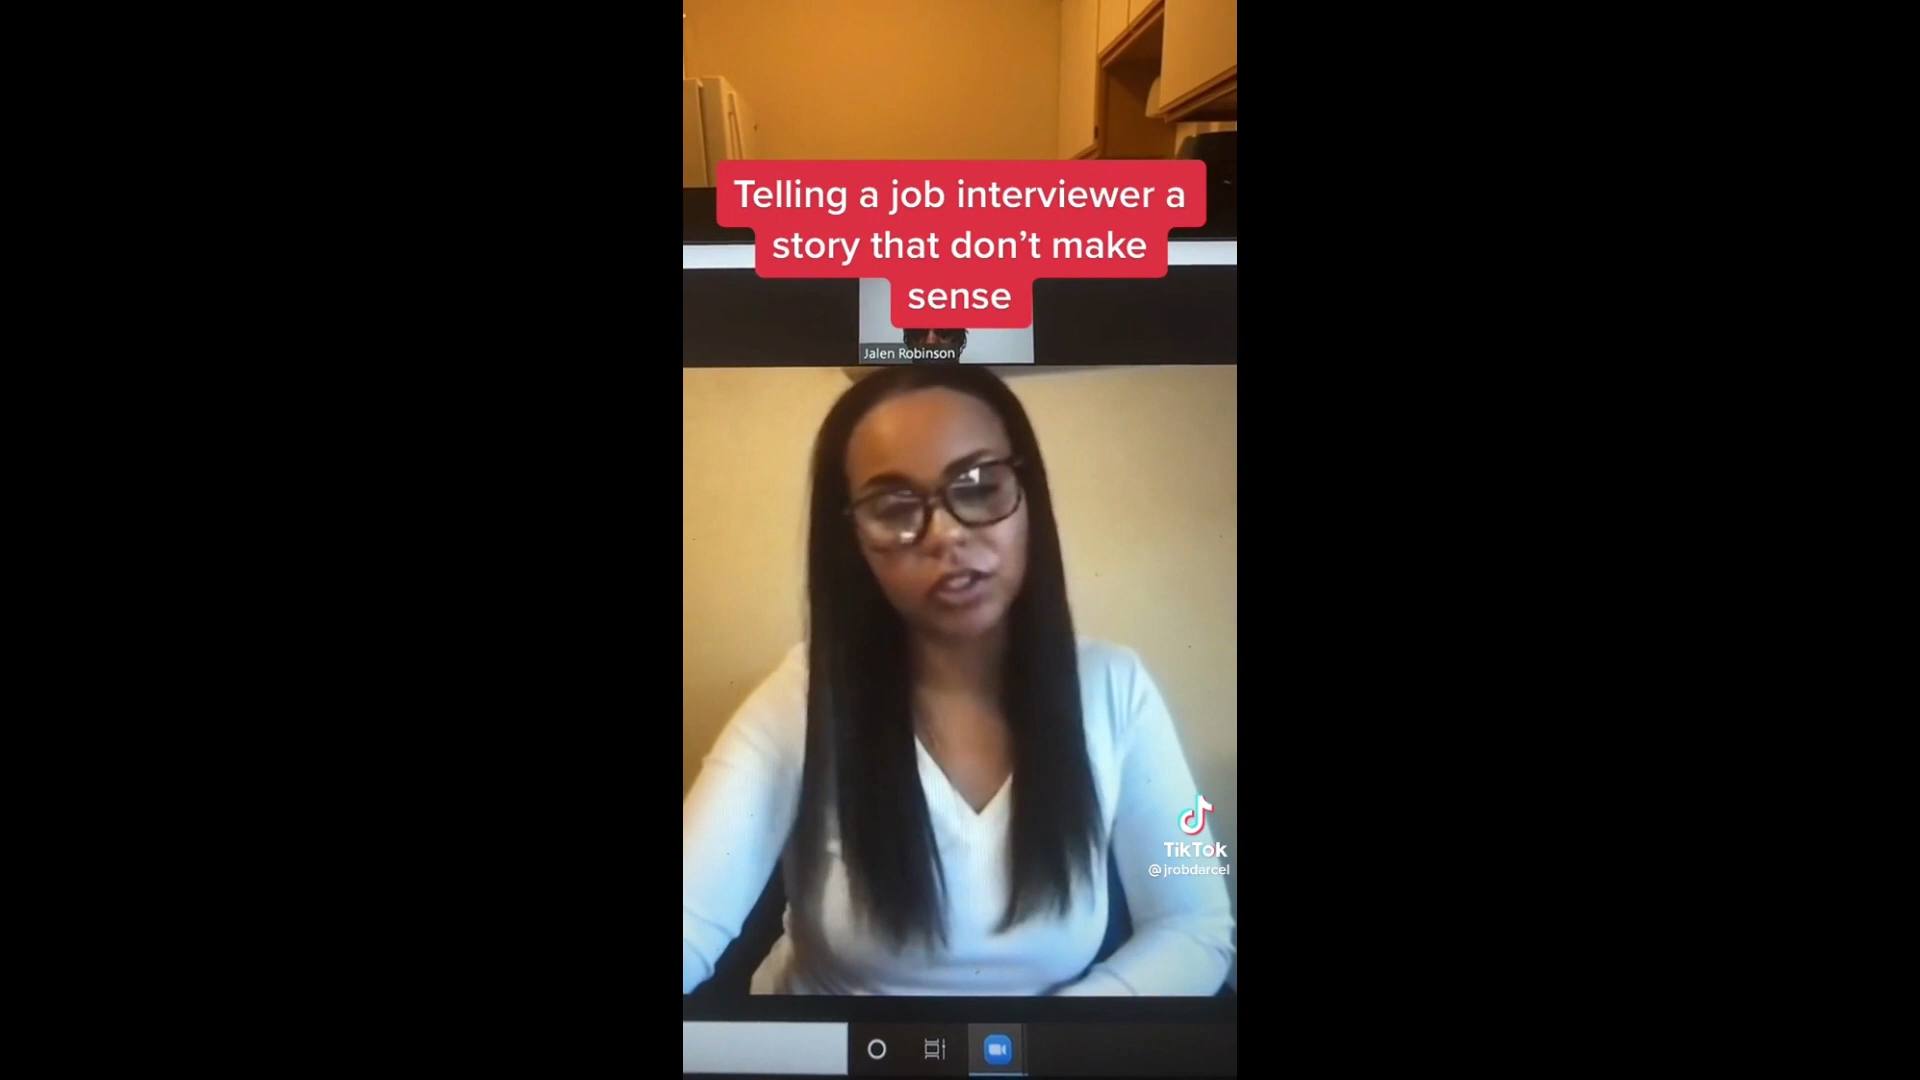 Telling a job interviewer a
story that don't make
sense
Jalen Robinson
TikTok
@jrobdarcel